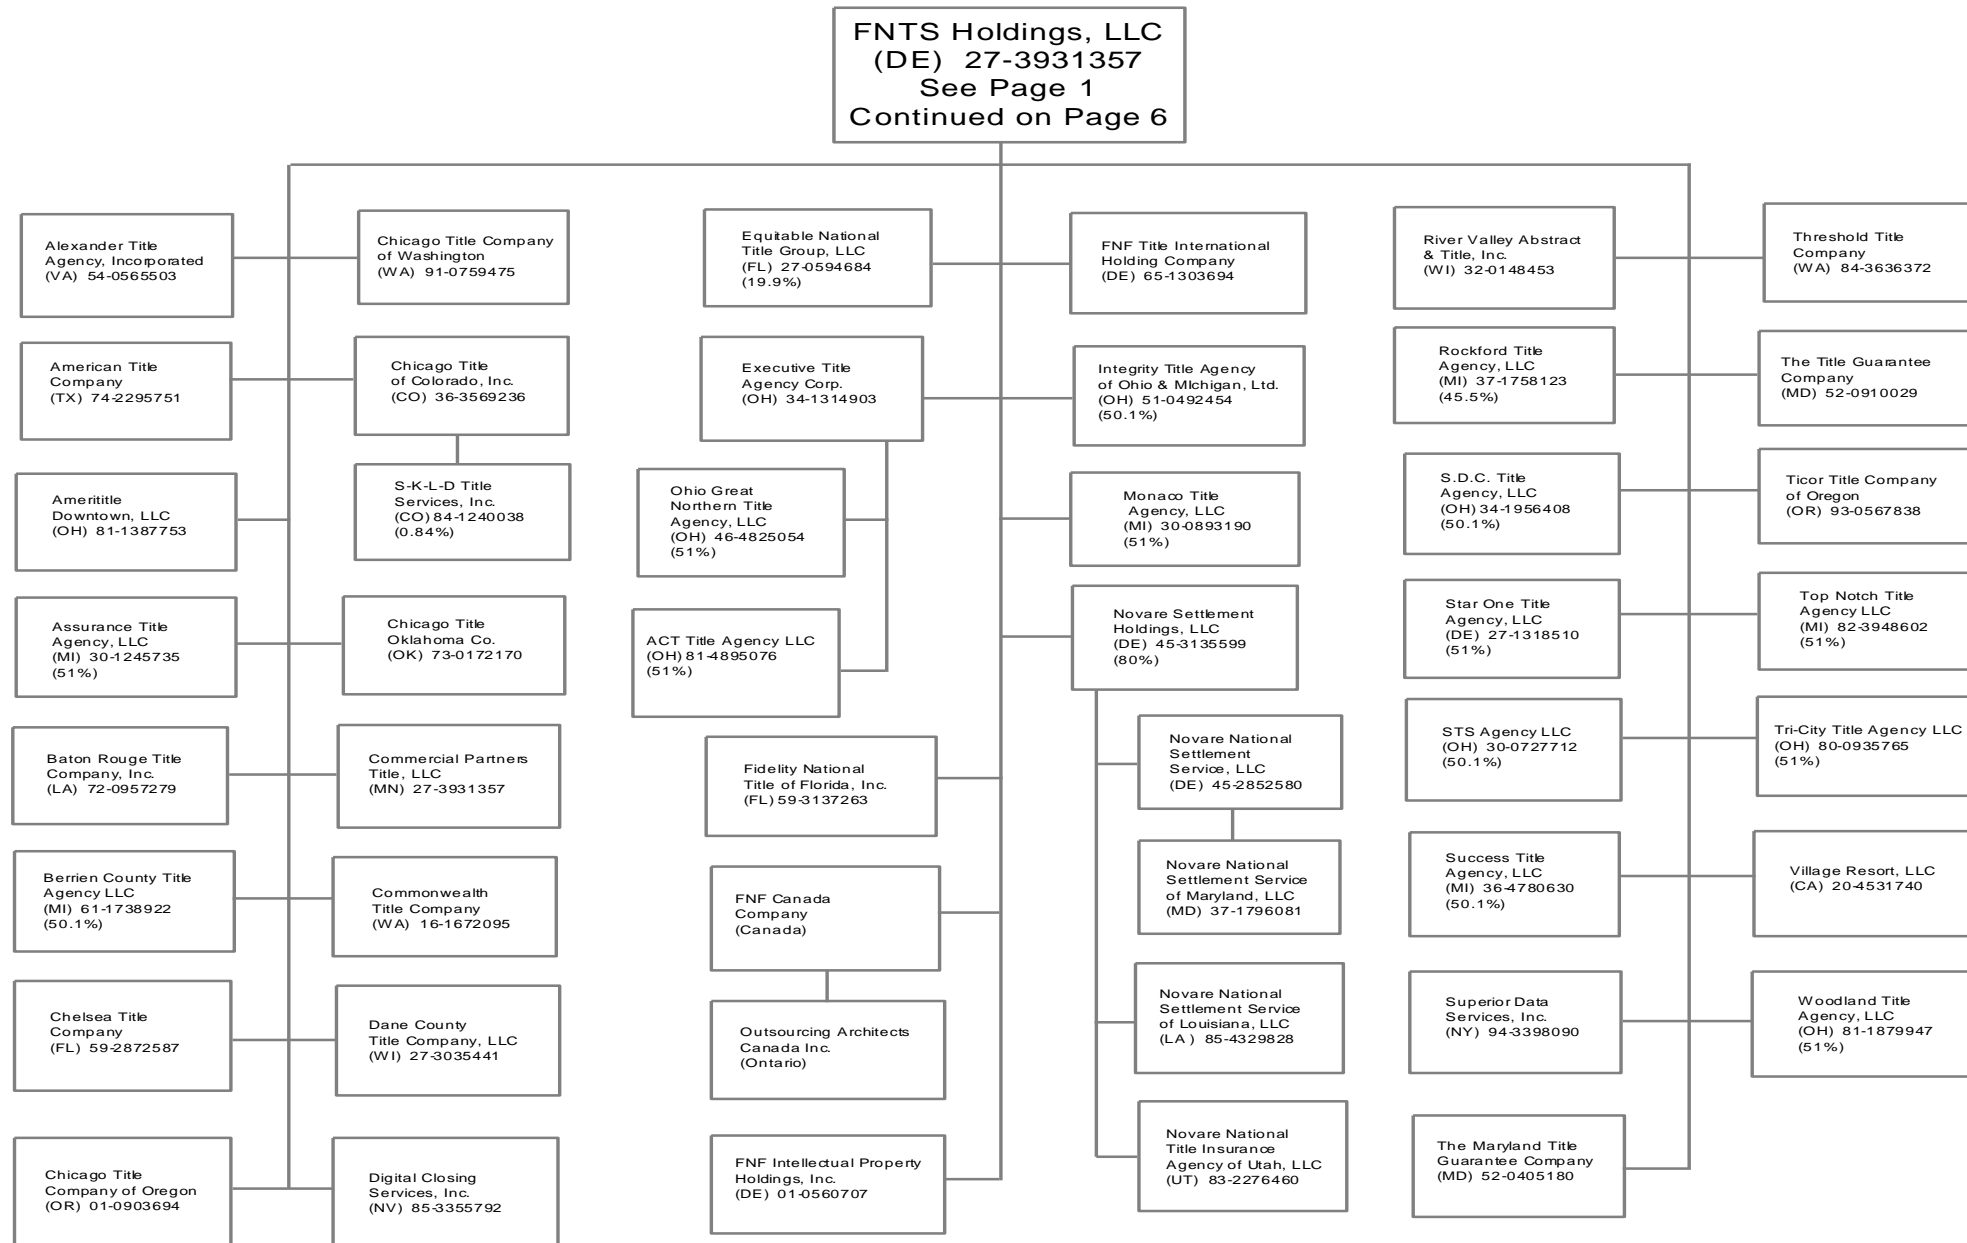 FNTS Holdings, LLC
(DE) 27-3931357
See Page 1
Continued on Page 6
Alexander Title
Agency, Incorporated
(VA) 54-0565503
Chicago Title Company
of Washington
(WA) 91-0759475
American Title
Company
(TX) 74-2295751
Chicago Title
of Colorado, Inc.
(CO) 36-3569236
Amerititle
Downtown, LLC
(OH) 81-1387753
S-K-L-D Title
Services, Inc.
(CO) 84-1240038
(0.84%)
Assurance Title
Agency, LLC
(MI) 30-1245735
(51%)
Chicago Title
Oklahoma Co.
(OK) 73-0172170
Baton Rouge Title
Company, Inc.
(LA) 72-0957279
Commercial Partners
Title, LLC
(MN) 27-3931357
Berrien County Title
Agency LLC
(MI) 61-1738922
(50.1%)
Commonwealth
Title Company
(WA) 16-1672095
Chelsea Title
Company
(FL) 59-2872587
Dane County
Title Company, LLC
(WI) 27-3035441
Chicago Title
Company of Oregon
(OR) 01-0903694
Digital Closing
Services, Inc.
(NV) 85-3355792
Equitable National
Title Group, LLC
(FL) 27-0594684
(19.9%)
FNF Title International
Holding Company
(DE) 65-1303694
Executive Title
Agency Corp.
(OH) 34-1314903
Integrity Title Agency
of Ohio & MIchigan, Ltd.
(OH) 51-0492454
(50.1%)
Ohio Great
Northern Title
Agency, LLC
(OH) 46-4825054
(51%)
Monaco Title
Agency, LLC
(MI) 30-0893190
(51%)
ACT Title Agency LLC
(OH) 81-4895076
(51%)
Novare Settlement
Holdings, LLC
(DE) 45-3135599
(80%)
Fidelity National
Title of Florida, Inc.
(FL) 59-3137263
Novare National
Settlement
Service, LLC
(DE) 45-2852580
FNF Canada
Company
(Canada)
Novare National
Settlement Service
of Maryland, LLC
(MD) 37-1796081
Outsourcing Architects
Canada Inc.
(Ontario)
Novare National
Settlement Service
of Louisiana, LLC
(LA ) 85-4329828
FNF Intellectual Property
Holdings, Inc.
(DE) 01-0560707
Novare National
Title Insurance
Agency of Utah, LLC
(UT) 83-2276460
River Valley Abstract
& Title, Inc.
(WI) 32-0148453
Threshold Title
Company
(WA) 84-3636372
Rockford Title
Agency, LLC
(MI) 37-1758123
(45.5%)
The Title Guarantee
Company
(MD) 52-0910029
S.D.C. Title
Agency, LLC
(OH) 34-1956408
(50.1%)
Ticor Title Company
of Oregon
(OR) 93-0567838
Star One Title
Agency, LLC
(DE) 27-1318510
(51%)
Top Notch Title
Agency LLC
(MI) 82-3948602
(51%)
STS Agency LLC
(OH) 30-0727712
(50.1%)
Tri-City Title Agency LLC
(OH) 80-0935765
(51%)
Success Title
Agency, LLC
(MI) 36-4780630
(50.1%)
Village Resort, LLC
(CA) 20-4531740
Superior Data
Services, Inc.
(NY) 94-3398090
Woodland Title
Agency, LLC
(OH) 81-1879947
(51%)
The Maryland Title
Guarantee Company
(MD) 52-0405180